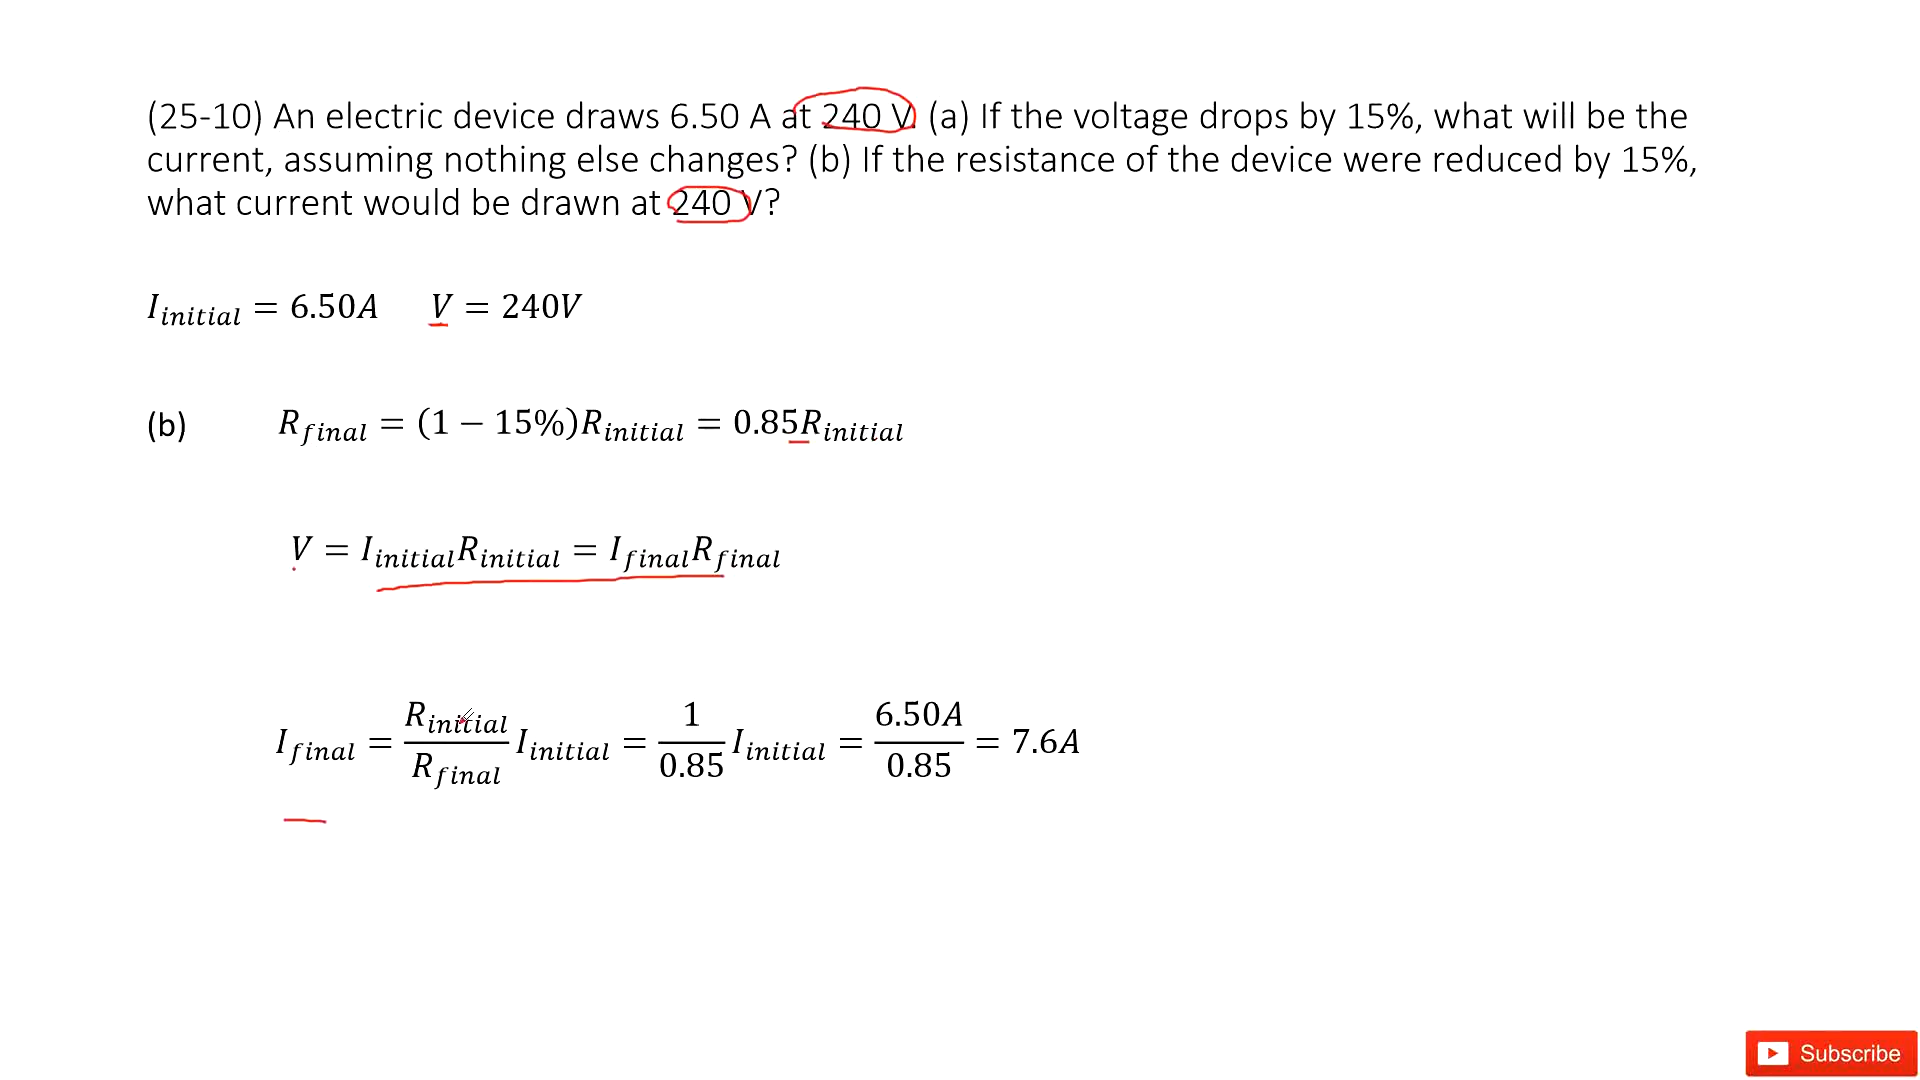 (25-10) An electric device draws 6.50 A at 240 V. (a) If the voltage drops by 15%, what will be the
current, assuming nothing else changes? (b) If the resistance of the device were reduced by 15%,
what current would be drawn at 240 V?
I_initial = 6.50A V = 240V
(b) R_final = (1 − 15%)R_initial = 0.85R_initial
V = I_initial R_initial = I_final R_final
I_final = R_initial/R_final I_initial = 1/0.85 I_initial = 6.50A/0.85 = 7.6A
Subscribe